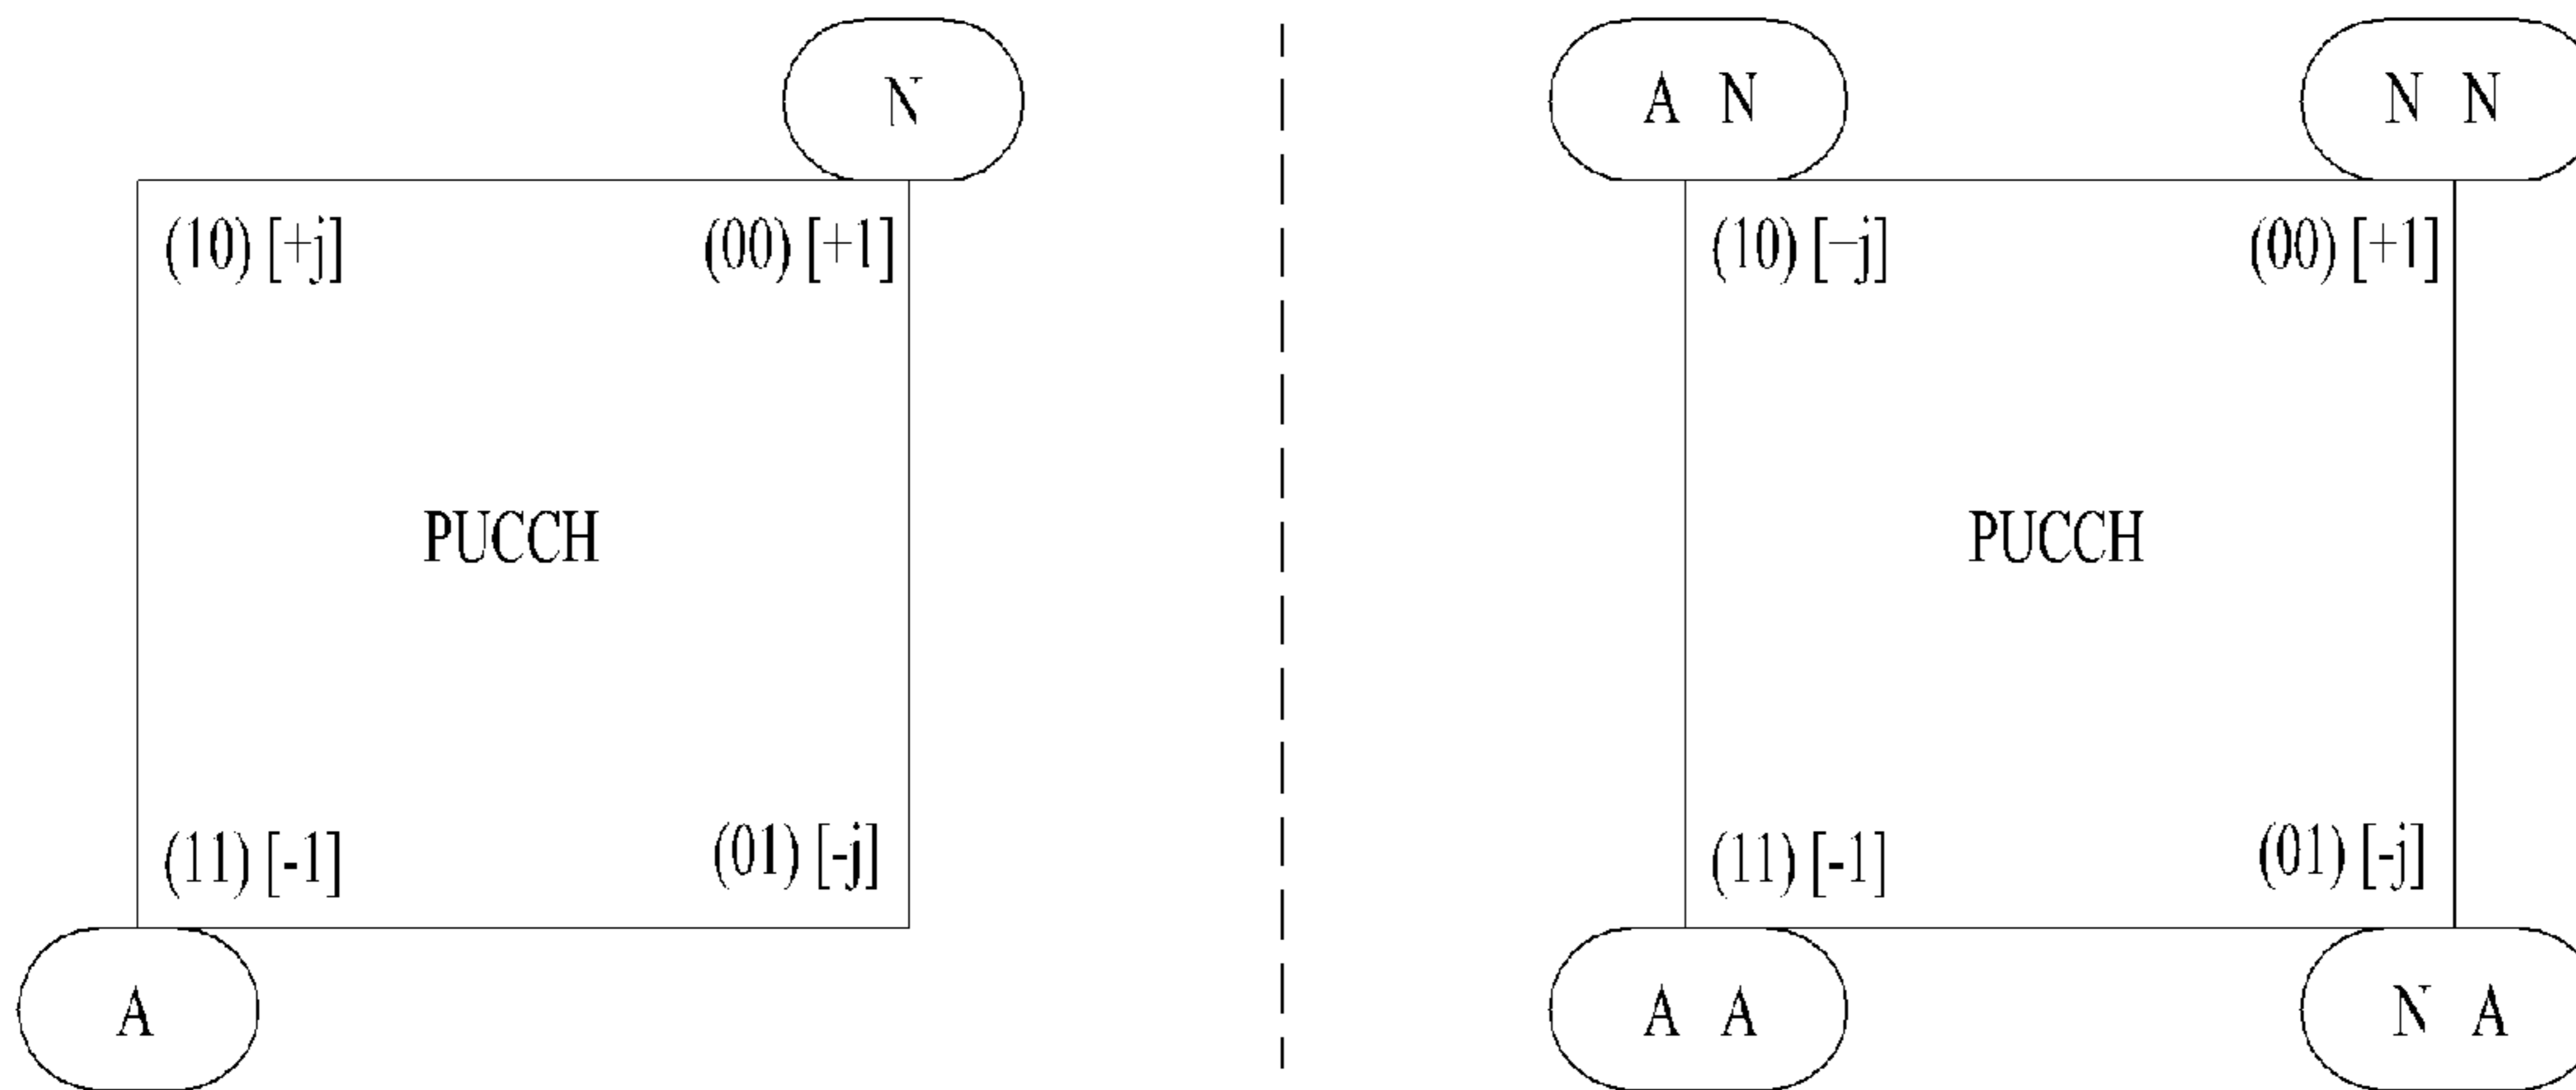 N
(10) [+j]
(00) [+1]
PUCCH
(11) [-1]
(01) [-j]
A
A N
N N
(10) [−j]
(00) [+1]
PUCCH
(11) [-1]
(01) [-j]
A A
N A